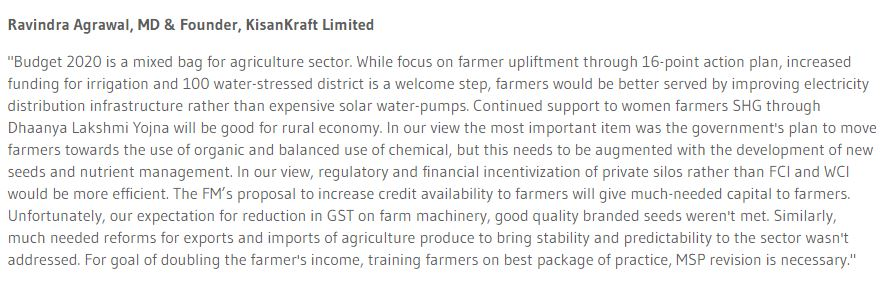 Ravindra Agrawal, MD & Founder, KisanKraft Limited
"Budget 2020 is a mixed bag for agriculture sector. While focus on farmer upliftment through 16-point action plan, increased
funding for irrigation and 100 water-stressed district is a welcome step, farmers would be better served by improving electricity
distribution infrastructure rather than expensive solar water-pumps. Continued support to women farmers SHG through
Dhaanya Lakshmi Yojna will be good for rural economy. In our view the most important item was the government's plan to move
farmers towards the use of organic and balanced use of chemical, but this needs to be augmented with the development of new
seeds and nutrient management. In our view, regulatory and financial incentivization of private silos rather than FCI and WCI
would be more efficient. The FM’s proposal to increase credit availability to farmers will give much-needed capital to farmers.
Unfortunately, our expectation for reduction in GST on farm machinery, good quality branded seeds weren't met. Similarly,
much needed reforms for exports and imports of agriculture produce to bring stability and predictability to the sector wasn't
addressed. For goal of doubling the farmer's income, training farmers on best package of practice, MSP revision is necessary."